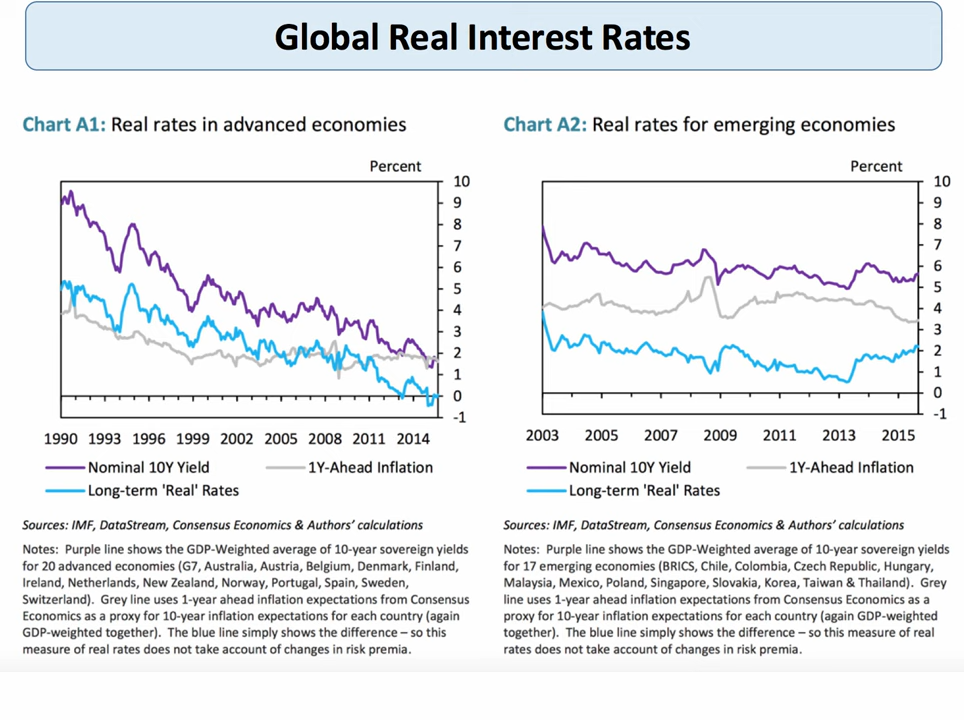 Global Real Interest Rates
Chart A1: Real rates in advanced economies
Percent
10
9
8
7
6
5
4
3
2
1
0
-1
1990 1993 1996 1999 2002 2005 2008 2011 2014
Nominal 10Y Yield 1Y-Ahead Inflation
Long-term 'Real' Rates
Sources: IMF, DataStream, Consensus Economics & Authors' calculations
Notes: Purple line shows the GDP-Weighted average of 10-year sovereign yields
for 20 advanced economies (G7, Australia, Austria, Belgium, Denmark, Finland,
Ireland, Netherlands, New Zealand, Norway, Portugal, Spain, Sweden,
Switzerland). Grey line uses 1-year ahead inflation expectations from Consensus
Economics as a proxy for 10-year inflation expectations for each country (again
GDP-weighted together). The blue line simply shows the difference – so this
measure of real rates does not take account of changes in risk premia.
Chart A2: Real rates for emerging economies
Percent
10
9
8
7
6
5
4
3
2
1
0
-1
2003 2005 2007 2009 2011 2013 2015
Nominal 10Y Yield 1Y-Ahead Inflation
Long-term 'Real' Rates
Sources: IMF, DataStream, Consensus Economics & Authors' calculations
Notes: Purple line shows the GDP-Weighted average of 10-year sovereign yields
for 17 emerging economies (BRICS, Chile, Colombia, Czech Republic, Hungary,
Malaysia, Mexico, Poland, Singapore, Slovakia, Korea, Taiwan & Thailand). Grey
line uses 1-year ahead inflation expectations from Consensus Economics as a
proxy for 10-year inflation expectations for each country (again GDP-weighted
together). The blue line simply shows the difference – so this measure of real
rates does not take account of changes in risk premia.